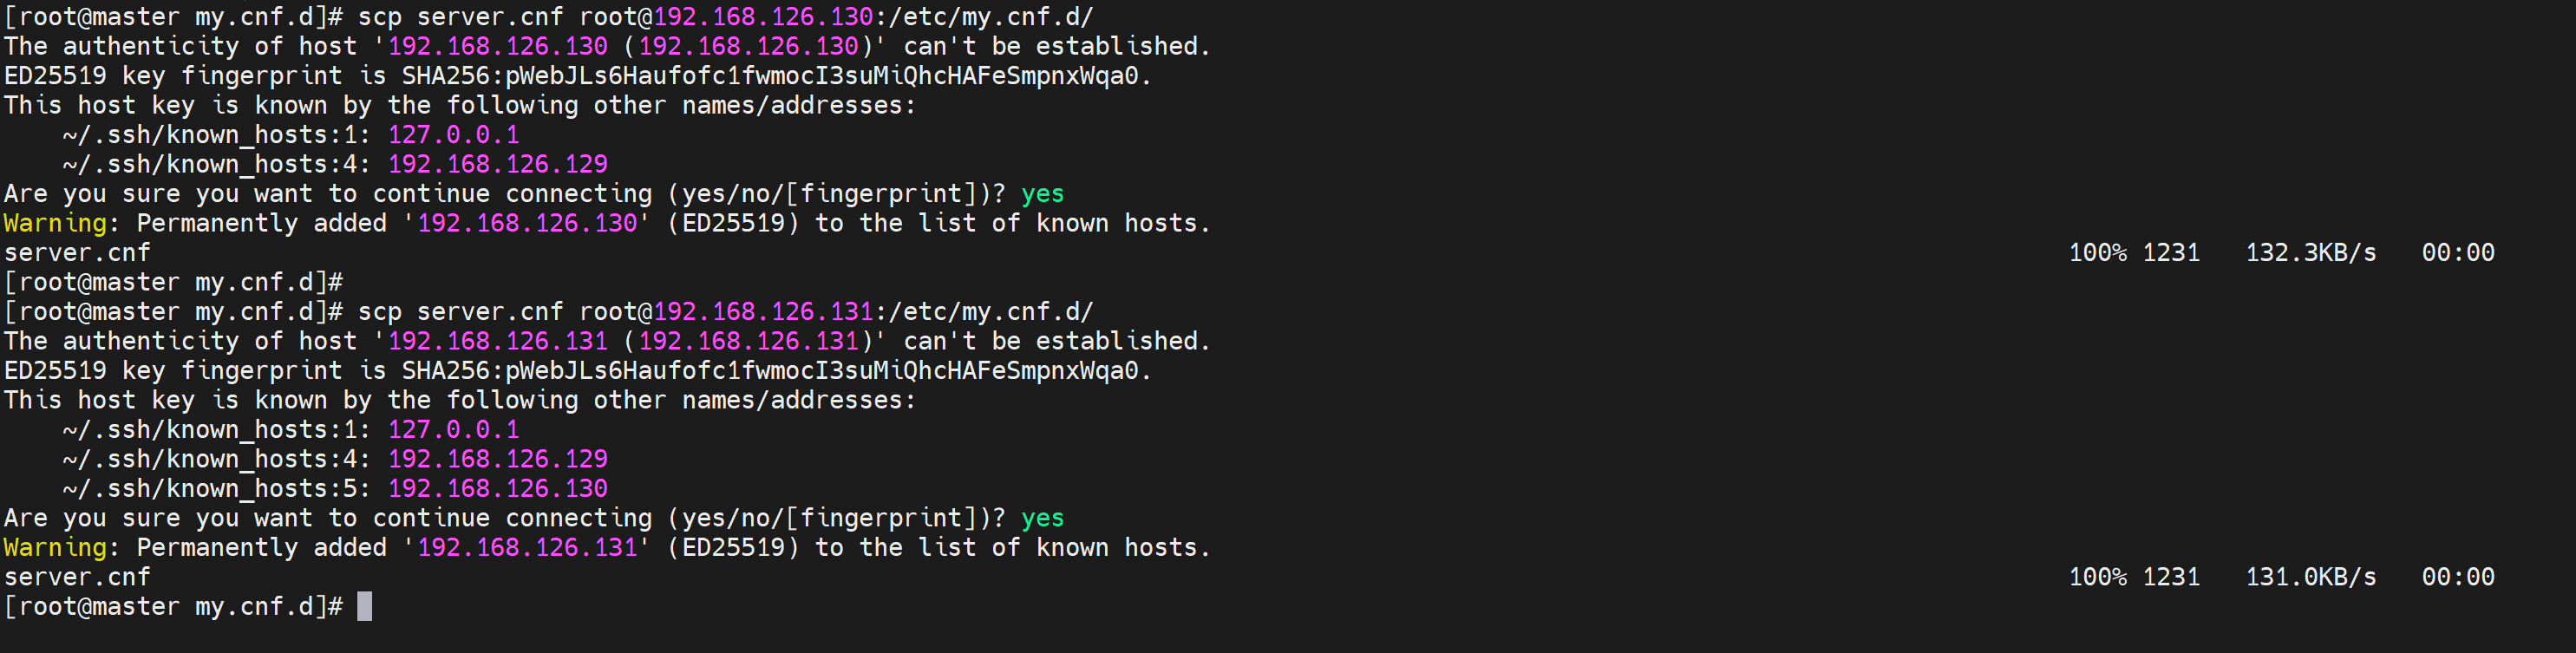 [root@master my.cnf.d]# scp server.cnf root@192.168.126.130:/etc/my.cnf.d/
The authenticity of host '192.168.126.130 (192.168.126.130)' can't be established.
ED25519 key fingerprint is SHA256:pWebJLs6Haufofc1fwmocI3suMiQhcHAFeSmpnxWqa0.
This host key is known by the following other names/addresses:
    ~/.ssh/known_hosts:1: 127.0.0.1
    ~/.ssh/known_hosts:4: 192.168.126.129
Are you sure you want to continue connecting (yes/no/[fingerprint])? yes
Warning: Permanently added '192.168.126.130' (ED25519) to the list of known hosts.
server.cnf 100% 1231 132.3KB/s 00:00
[root@master my.cnf.d]#
[root@master my.cnf.d]# scp server.cnf root@192.168.126.131:/etc/my.cnf.d/
The authenticity of host '192.168.126.131 (192.168.126.131)' can't be established.
ED25519 key fingerprint is SHA256:pWebJLs6Haufofc1fwmocI3suMiQhcHAFeSmpnxWqa0.
This host key is known by the following other names/addresses:
    ~/.ssh/known_hosts:1: 127.0.0.1
    ~/.ssh/known_hosts:4: 192.168.126.129
    ~/.ssh/known_hosts:5: 192.168.126.130
Are you sure you want to continue connecting (yes/no/[fingerprint])? yes
Warning: Permanently added '192.168.126.131' (ED25519) to the list of known hosts.
server.cnf 100% 1231 131.0KB/s 00:00
[root@master my.cnf.d]#